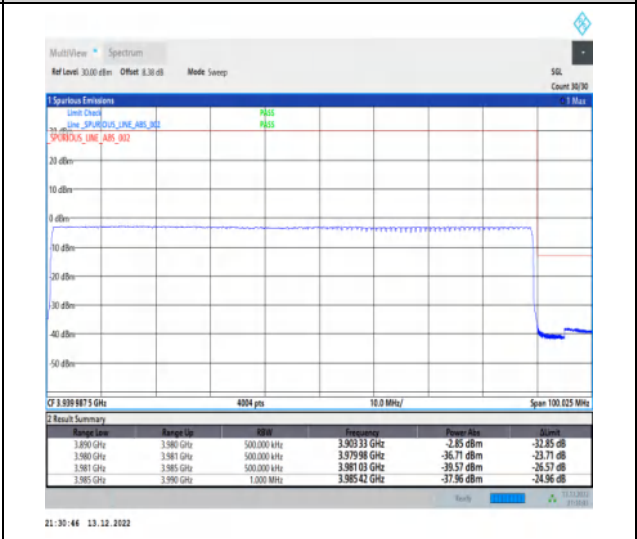 MultiView Spectrum
Ref Level 30.00 dBm Offset 8.38 dB Mode Sweep SGL
Count 30/30
1 Spurious Emissions 1 Max
Limit Check PASS
Line _SPURIOUS_LINE_ABS_002 PASS
_SPURIOUS_LINE_ABS_002
20 dBm
10 dBm
0 dBm
-10 dBm
-20 dBm
-30 dBm
-40 dBm
-50 dBm
CF 3.939 987 5 GHz 4004 pts 10.0 MHz/ Span 100.025 MHz
2 Result Summary
Range Low Range Up RBW Frequency Power Abs ΔLimit
3.890 GHz 3.980 GHz 500.000 kHz 3.903 33 GHz -2.85 dBm -32.85 dB
3.980 GHz 3.981 GHz 500.000 kHz 3.979 98 GHz -36.71 dBm -23.71 dB
3.981 GHz 3.985 GHz 500.000 kHz 3.981 03 GHz -39.57 dBm -26.57 dB
3.985 GHz 3.990 GHz 1.000 MHz 3.985 42 GHz -37.96 dBm -24.96 dB
Ready
21:30:46 13.12.2022